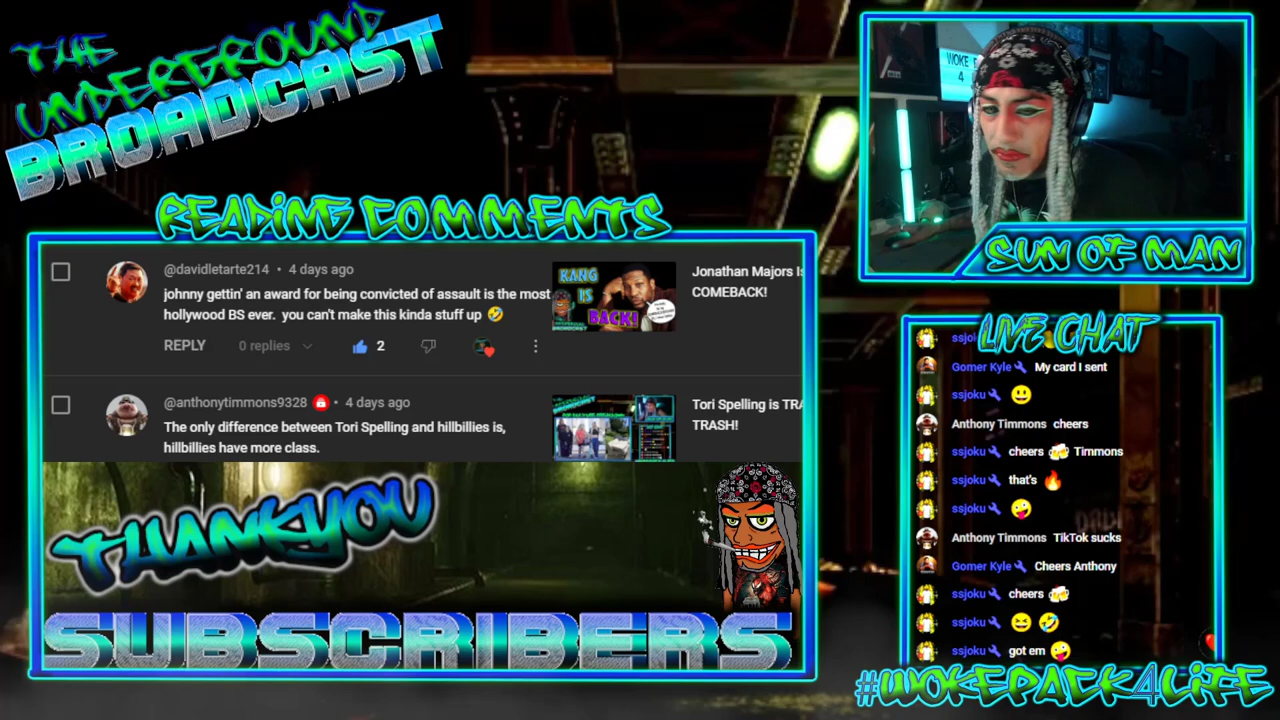 THE
UNDERGROUND
BROADCAST
READING COMMENTS
@davidletarte214 • 4 days ago
johnny gettin' an award for being convicted of assault is the most
hollywood BS ever. you can't make this kinda stuff up 🤣
REPLY 0 replies 2
KANG
IS
BACK!
Jonathan Majors Is
COMEBACK!
@anthonytimmons9328 • 4 days ago
The only difference between Tori Spelling and hillbillies is,
hillbillies have more class.
Tori Spelling is TRA
TRASH!
THANKYOU
SUBSCRIBERS
WOKE
4
SUN OF MAN
LIVE CHAT
ssjoku
Gomer Kyle My card I sent
ssjoku 😃
Anthony Timmons cheers
ssjoku cheers 🍻 Timmons
ssjoku that's 🔥
ssjoku 🤪
Anthony Timmons TikTok sucks
Gomer Kyle Cheers Anthony
ssjoku cheers 🍻
ssjoku 😆 🤣
ssjoku got em 🤪
#WOKEPACK4LIFE